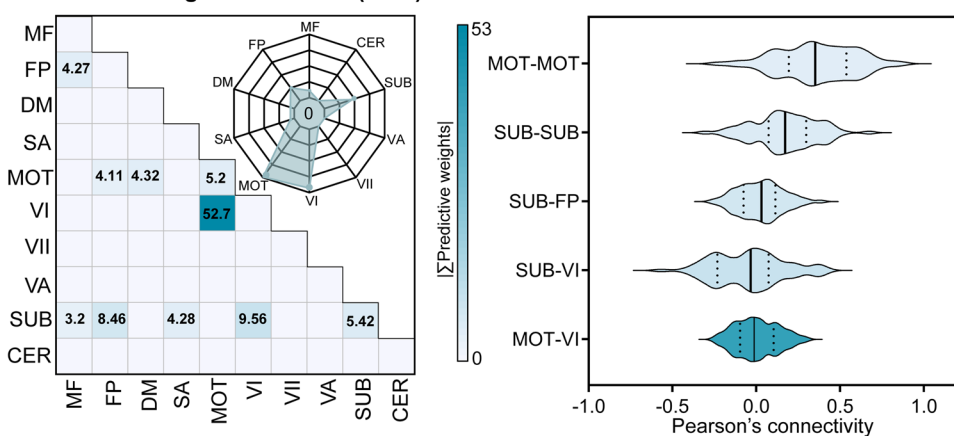 MF
FP 4.27
DM
SA
MOT 4.11 4.32 5.2
VI 52.7
VII
VA
SUB 3.2 8.46 4.28 9.56 5.42
CER
MF FP DM SA MOT VI VII VA SUB CER
MF
FP CER
DM SUB
0
SA VA
MOT VII
VI
53
|∑Predictive weights|
0
MOT-MOT
SUB-SUB
SUB-FP
SUB-VI
MOT-VI
-1.0 -0.5 0.0 0.5 1.0
Pearson's connectivity